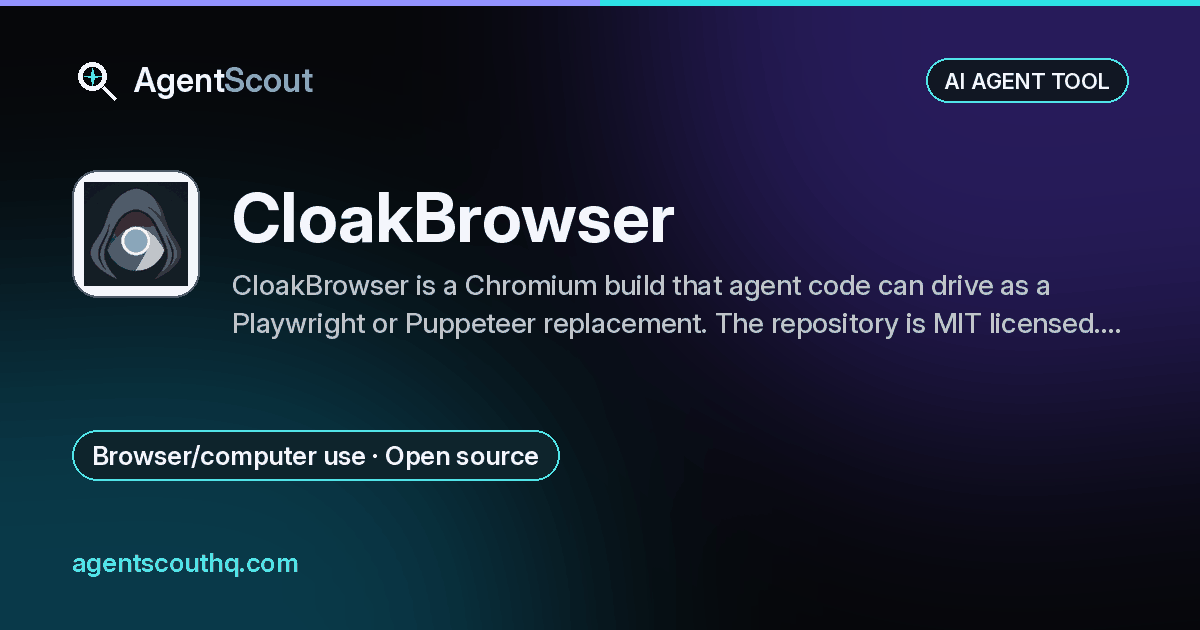 AgentScout
AI AGENT TOOL
CloakBrowser
CloakBrowser is a Chromium build that agent code can drive as a
Playwright or Puppeteer replacement. The repository is MIT licensed....
Browser/computer use · Open source
agentscouthq.com